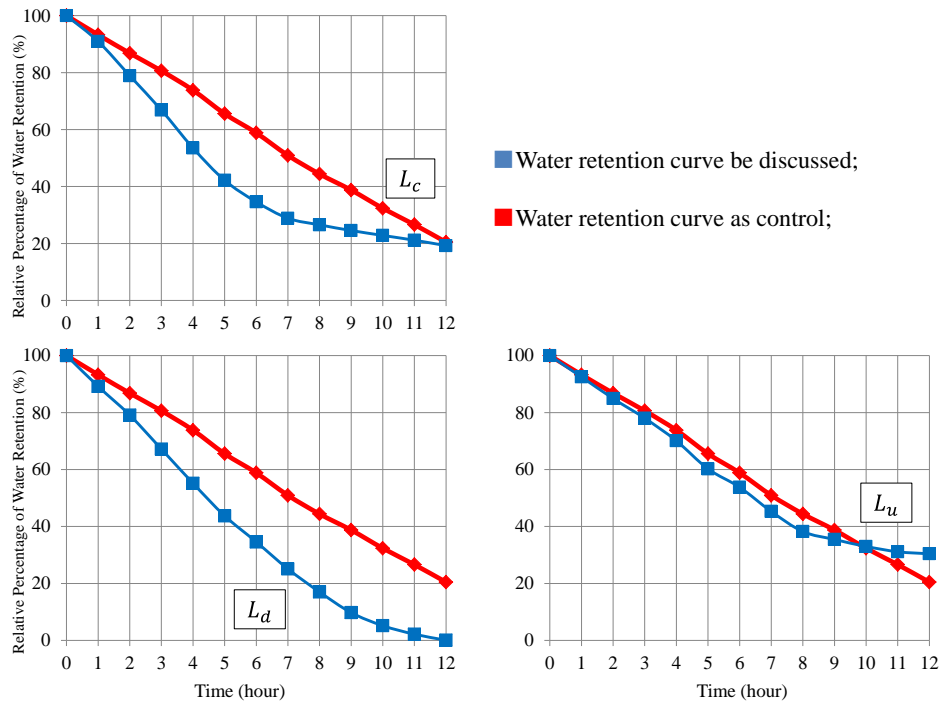 Relative Percentage of Water Retention (%)
100
80
60
40
20
0
0 1 2 3 4 5 6 7 8 9 10 11 12
L_c
Water retention curve be discussed;
Water retention curve as control;
Relative Percentage of Water Retention (%)
100
80
60
40
20
0
0 1 2 3 4 5 6 7 8 9 10 11 12
L_d
Time (hour)
100
80
60
40
20
0
0 1 2 3 4 5 6 7 8 9 10 11 12
L_u
Time (hour)